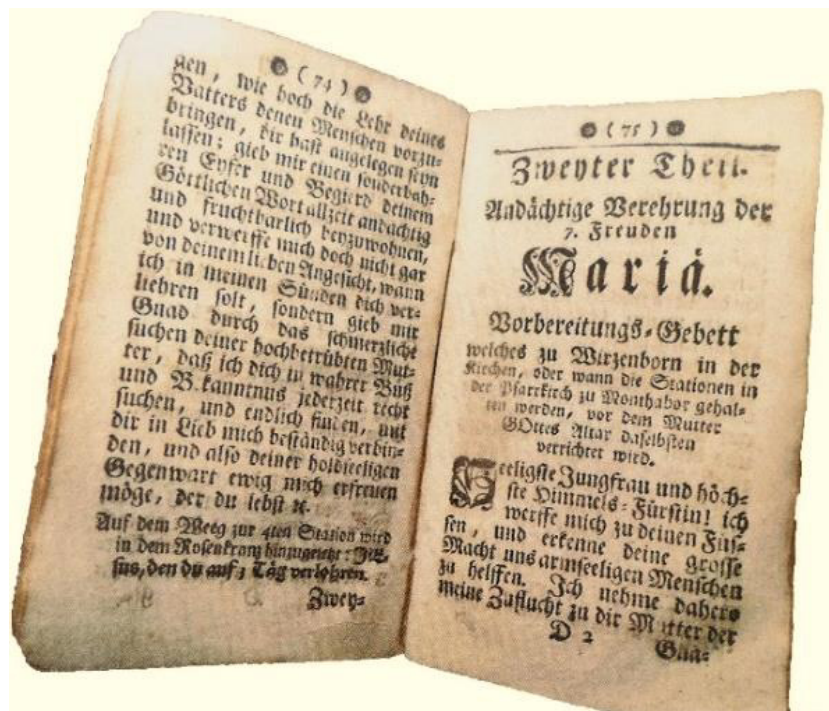 ( 74 )
gen, wie hoch die Lehr deines
Vatters denen Menschen vorzu-
bringen, dir hast angelegen seyn
lassen; gieb mir einen sonderbah-
ren Eyfer und Begierd deinem
Göttlichen Wort allzeit andächtig
und fruchtbarlich beyzuwohnen,
und verwerffe mich doch nicht gar
von deinem lieben Angesicht, wann
ich in meinen Sünden dich ver-
liehren solt, sondern gieb mir
Gnad durch das schmerzliche
suchen deiner hochbetrübten Mut-
ter, daß ich dich in wahrer Buß
und Bekanntnus jederzeit recht
suchen, und endlich finden, mit
dir in Lieb mich beständig verbin-
den, und also deiner holdseeligen
Gegenwart ewig mich erfreuen
möge, der du lebst ꝛc.
Auf dem Weeg zur 4ten Station wird
in dem Rosenkrantz hinzugesetzt: JE-
sus, den du auf 3 Täg verlohren.
Zwey-
( 75 )
Zweyter Theil.
Andächtige Verehrung der
7. Freuden
Mariä.
Vorbereitungs-Gebett
welches zu Wirzenborn in der
Kirchen, oder wann die Stationen in
der Pfarrkirch zu Monthabor gehal-
ten werden, vor dem Mutter
GOttes Altar daselbsten
verrichtet wird.
Seeligste Jungfrau und höch-
ste Himmels-Fürstin! ich
werffe mich zu deinen Füs-
sen, und erkenne deine grosse
Macht uns armseeligen Menschen
zu helffen. Ich nehme dahero
meine Zuflucht zu dir Mutter der
D 2 Gna-